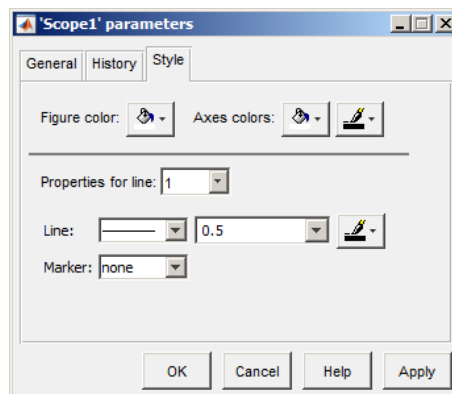 'Scope1' parameters
General History Style
Figure color: Axes colors:
Properties for line: 1
Line: 0.5
Marker: none
OK Cancel Help Apply